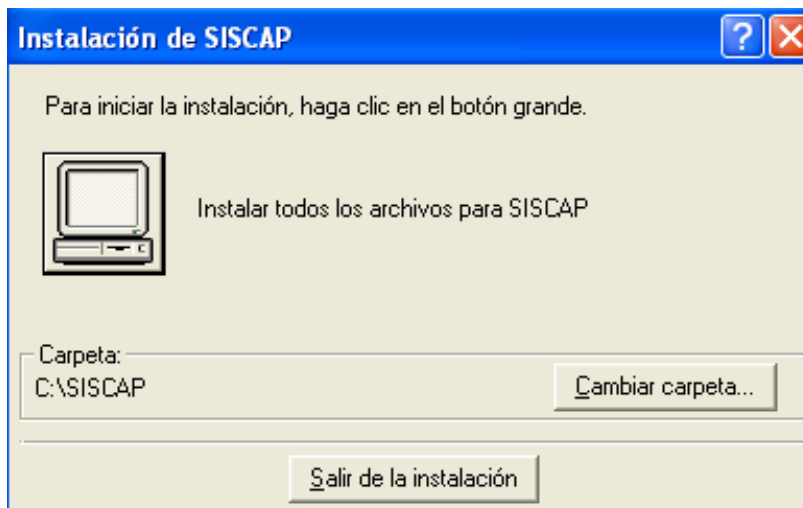 Instalación de SISCAP
Para iniciar la instalación, haga clic en el botón grande.
Instalar todos los archivos para SISCAP
Carpeta:
C:\SISCAP
Cambiar carpeta...
Salir de la instalación